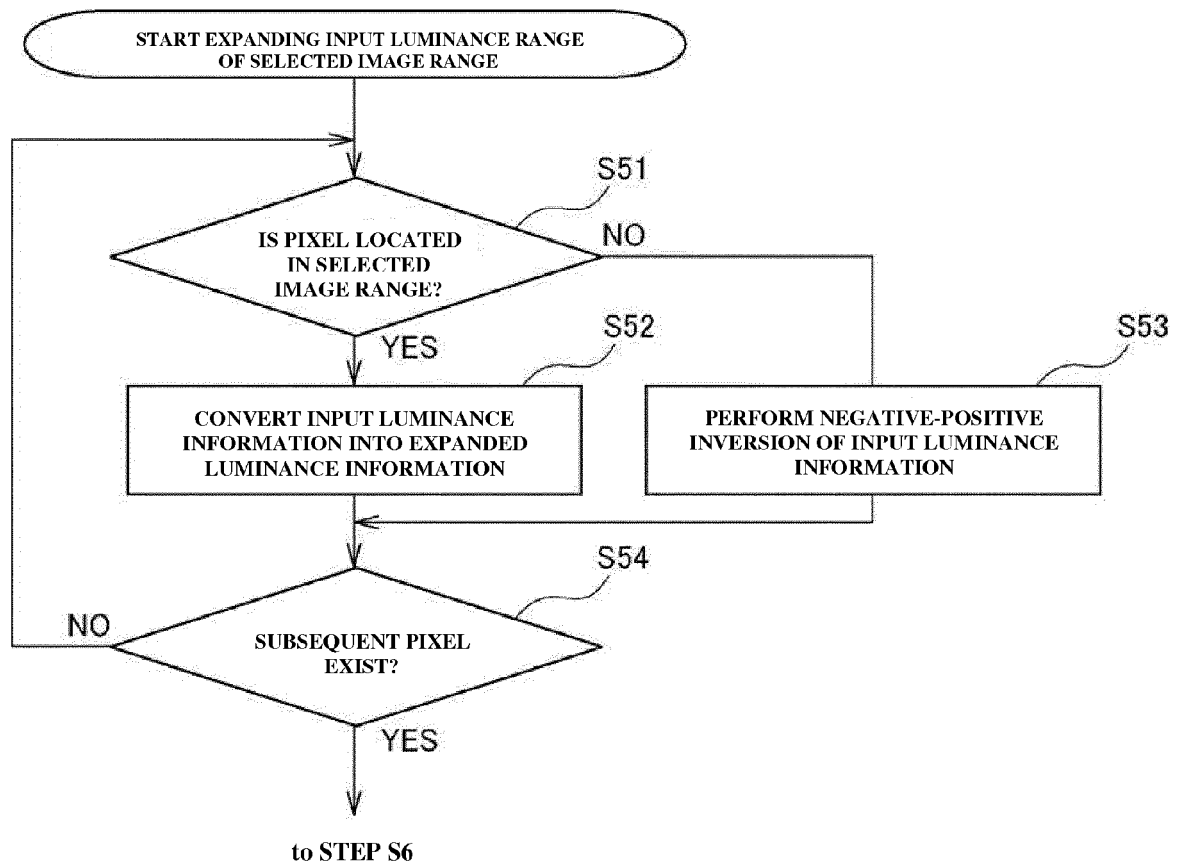 START EXPANDING INPUT LUMINANCE RANGE
OF SELECTED IMAGE RANGE
S51
IS PIXEL LOCATED
IN SELECTED
IMAGE RANGE?
NO
YES
S52
S53
CONVERT INPUT LUMINANCE
INFORMATION INTO EXPANDED
LUMINANCE INFORMATION
PERFORM NEGATIVE-POSITIVE
INVERSION OF INPUT LUMINANCE
INFORMATION
S54
NO
SUBSEQUENT PIXEL
EXIST?
YES
to STEP S6